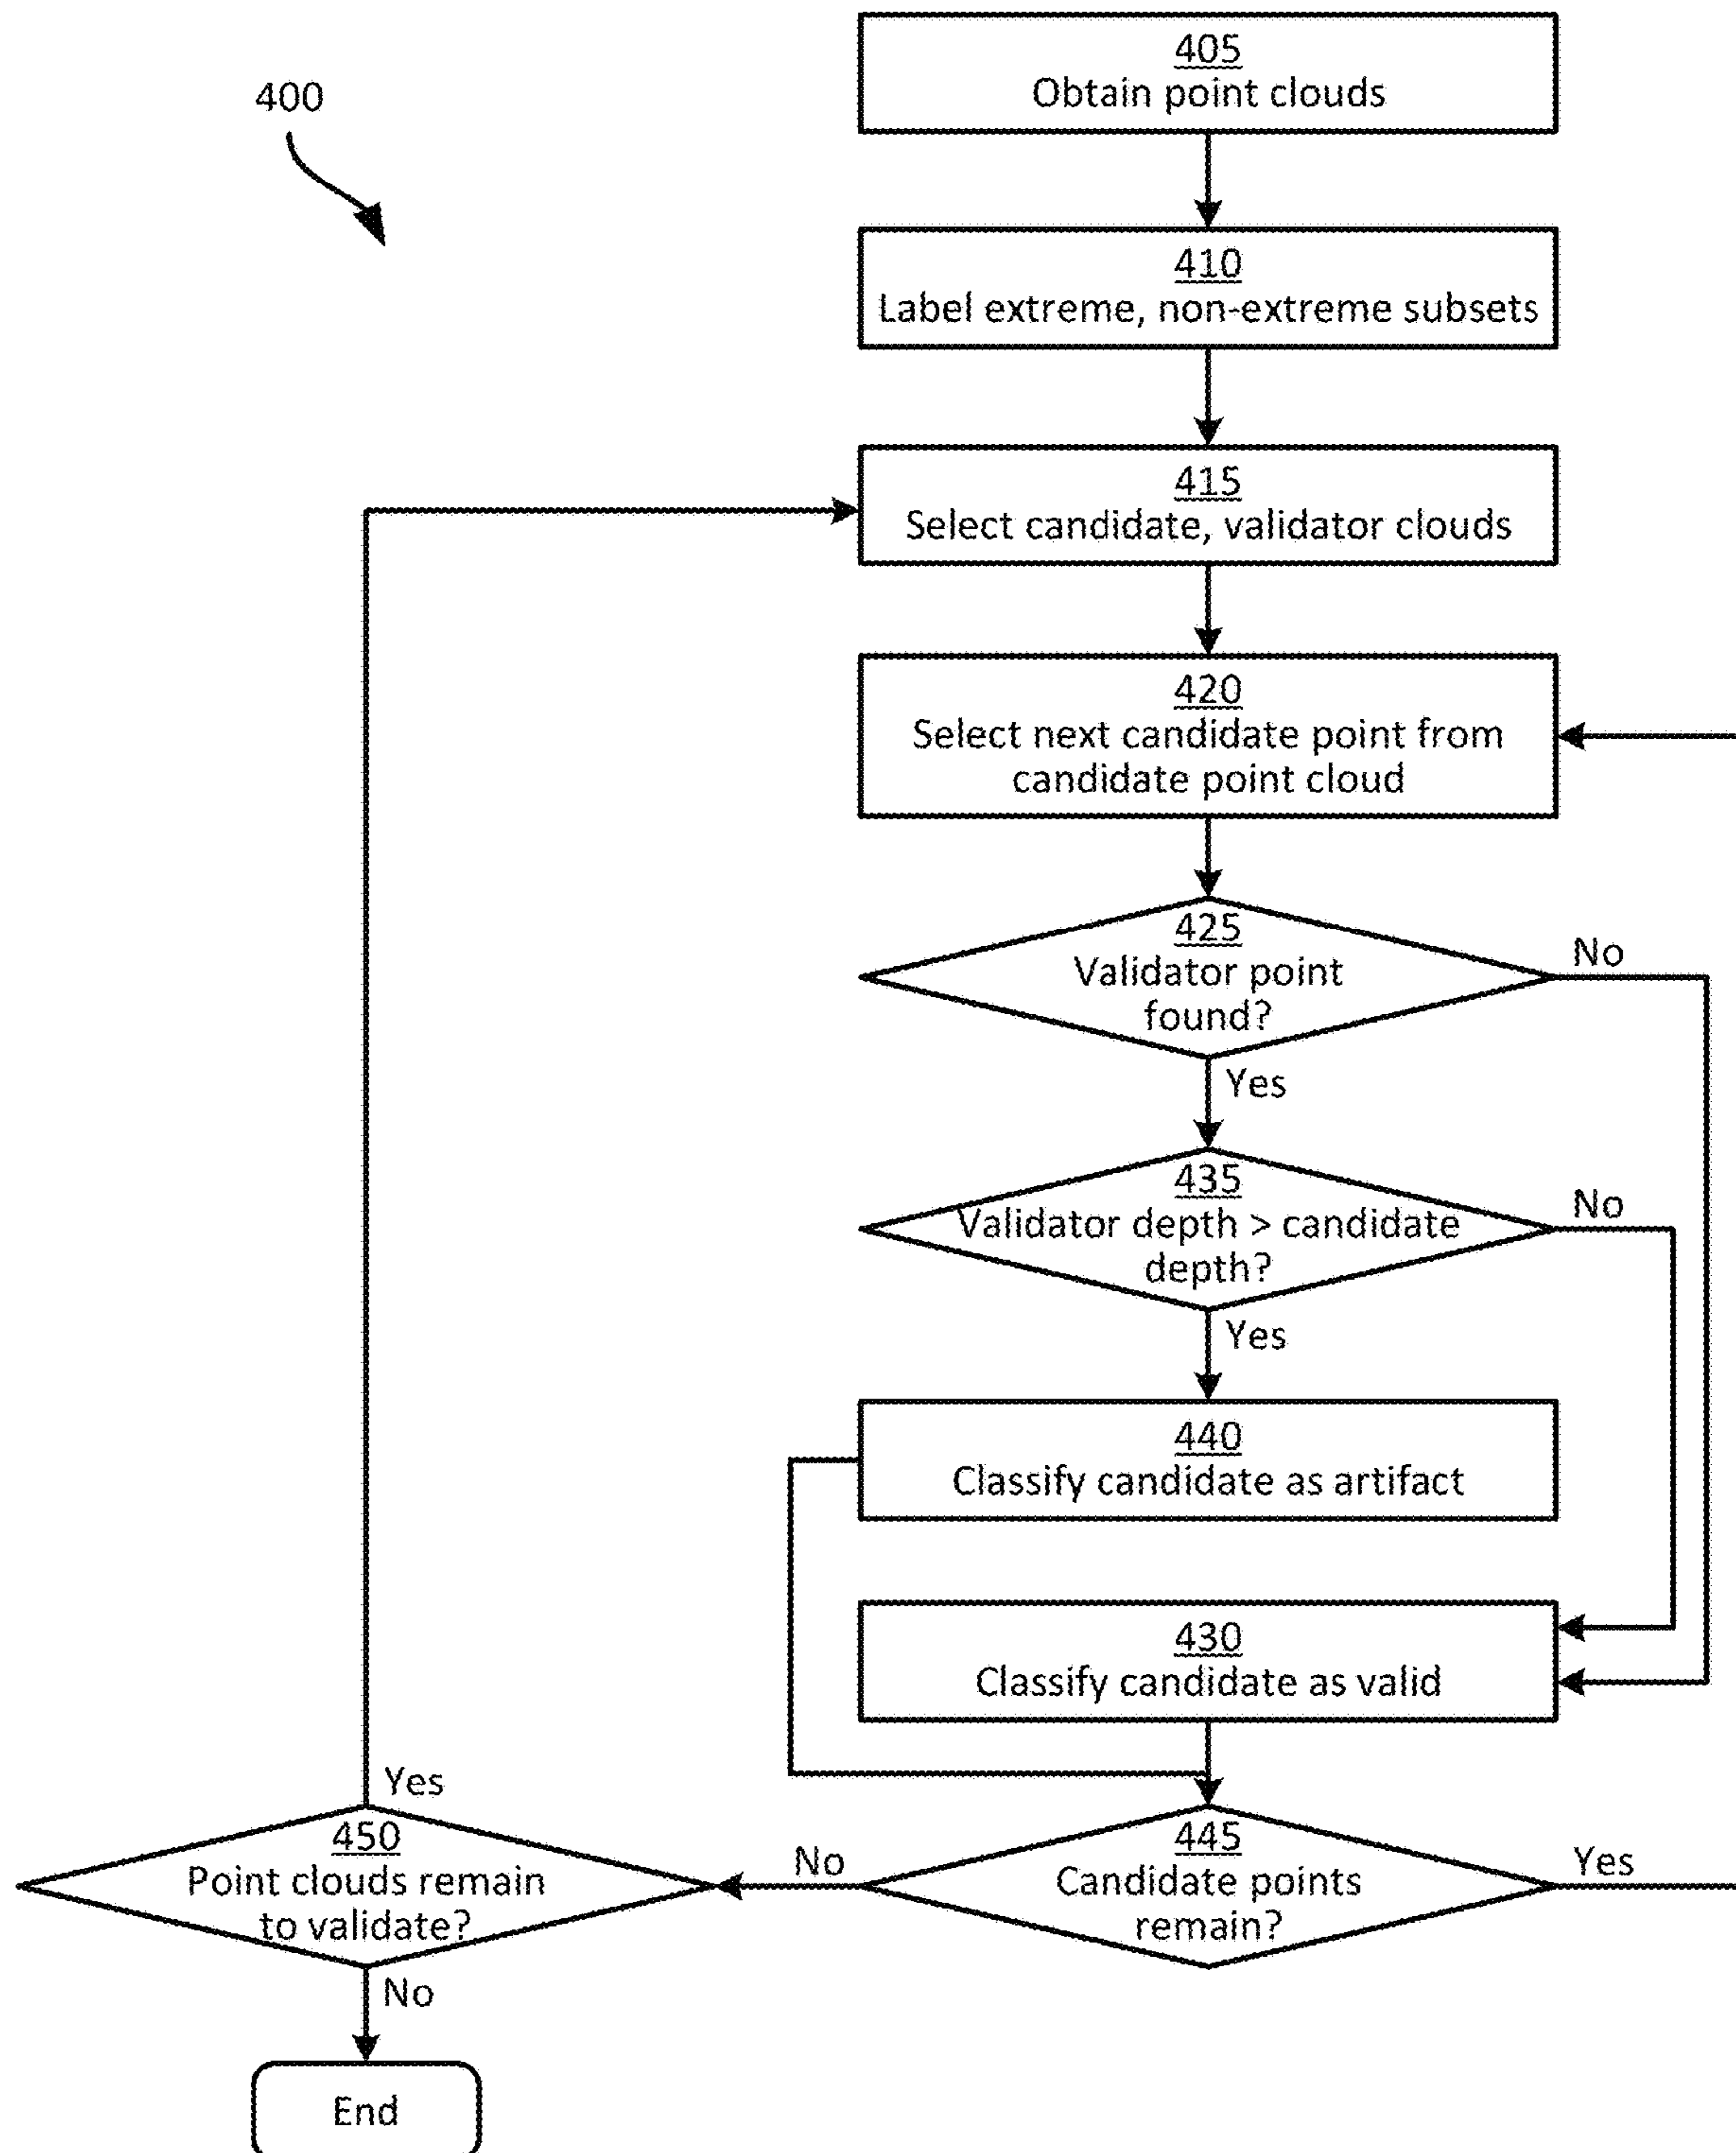 400
405
Obtain point clouds
410
Label extreme, non-extreme subsets
415
Select candidate, validator clouds
420
Select next candidate point from
candidate point cloud
425
Validator point
found?
No
Yes
435
Validator depth > candidate
depth?
No
Yes
440
Classify candidate as artifact
430
Classify candidate as valid
445
Candidate points
remain?
Yes
No
450
Point clouds remain
to validate?
Yes
No
End